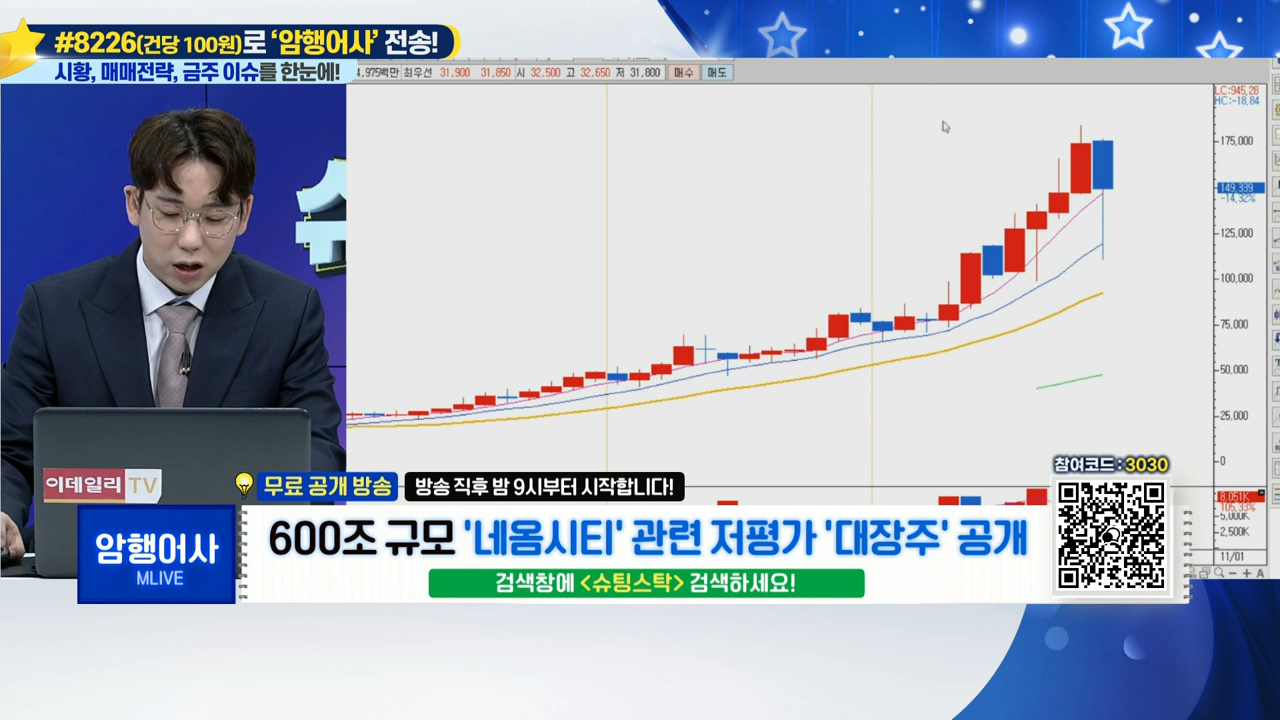 #8226(건당 100원)로 ‘암행어사’ 전송!
시황, 매매전략, 금주 이슈를 한눈에!
4.975백만 최우선 31,900 31,850 시 32,500 고 32,650 저 31,800 매수 매도
LC:945,28
HC:-18,84
175,000
149,339
-14,32%
125,000
100,000
75,000
50,000
25,000
0
8,051K
105,33%
5,000K
2,500K
11/01
이데일리 TV
무료 공개 방송 방송 직후 밤 9시부터 시작합니다!
참여코드 : 3030
암행어사
MLIVE
600조 규모 '네옴시티' 관련 저평가 '대장주' 공개
검색창에 <슈팅스탁> 검색하세요!